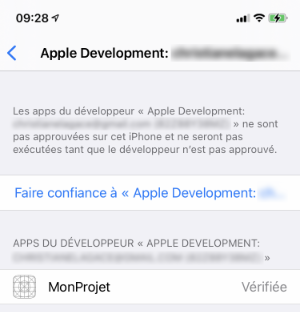 09:28
Apple Development:
Les apps du développeur « Apple Development:
» ne sont
pas approuvées sur cet iPhone et ne seront pas
exécutées tant que le développeur n'est pas approuvé.
Faire confiance à « Apple Development:
APPS DU DÉVELOPPEUR « APPLE DEVELOPMENT:
»
MonProjet Vérifiée